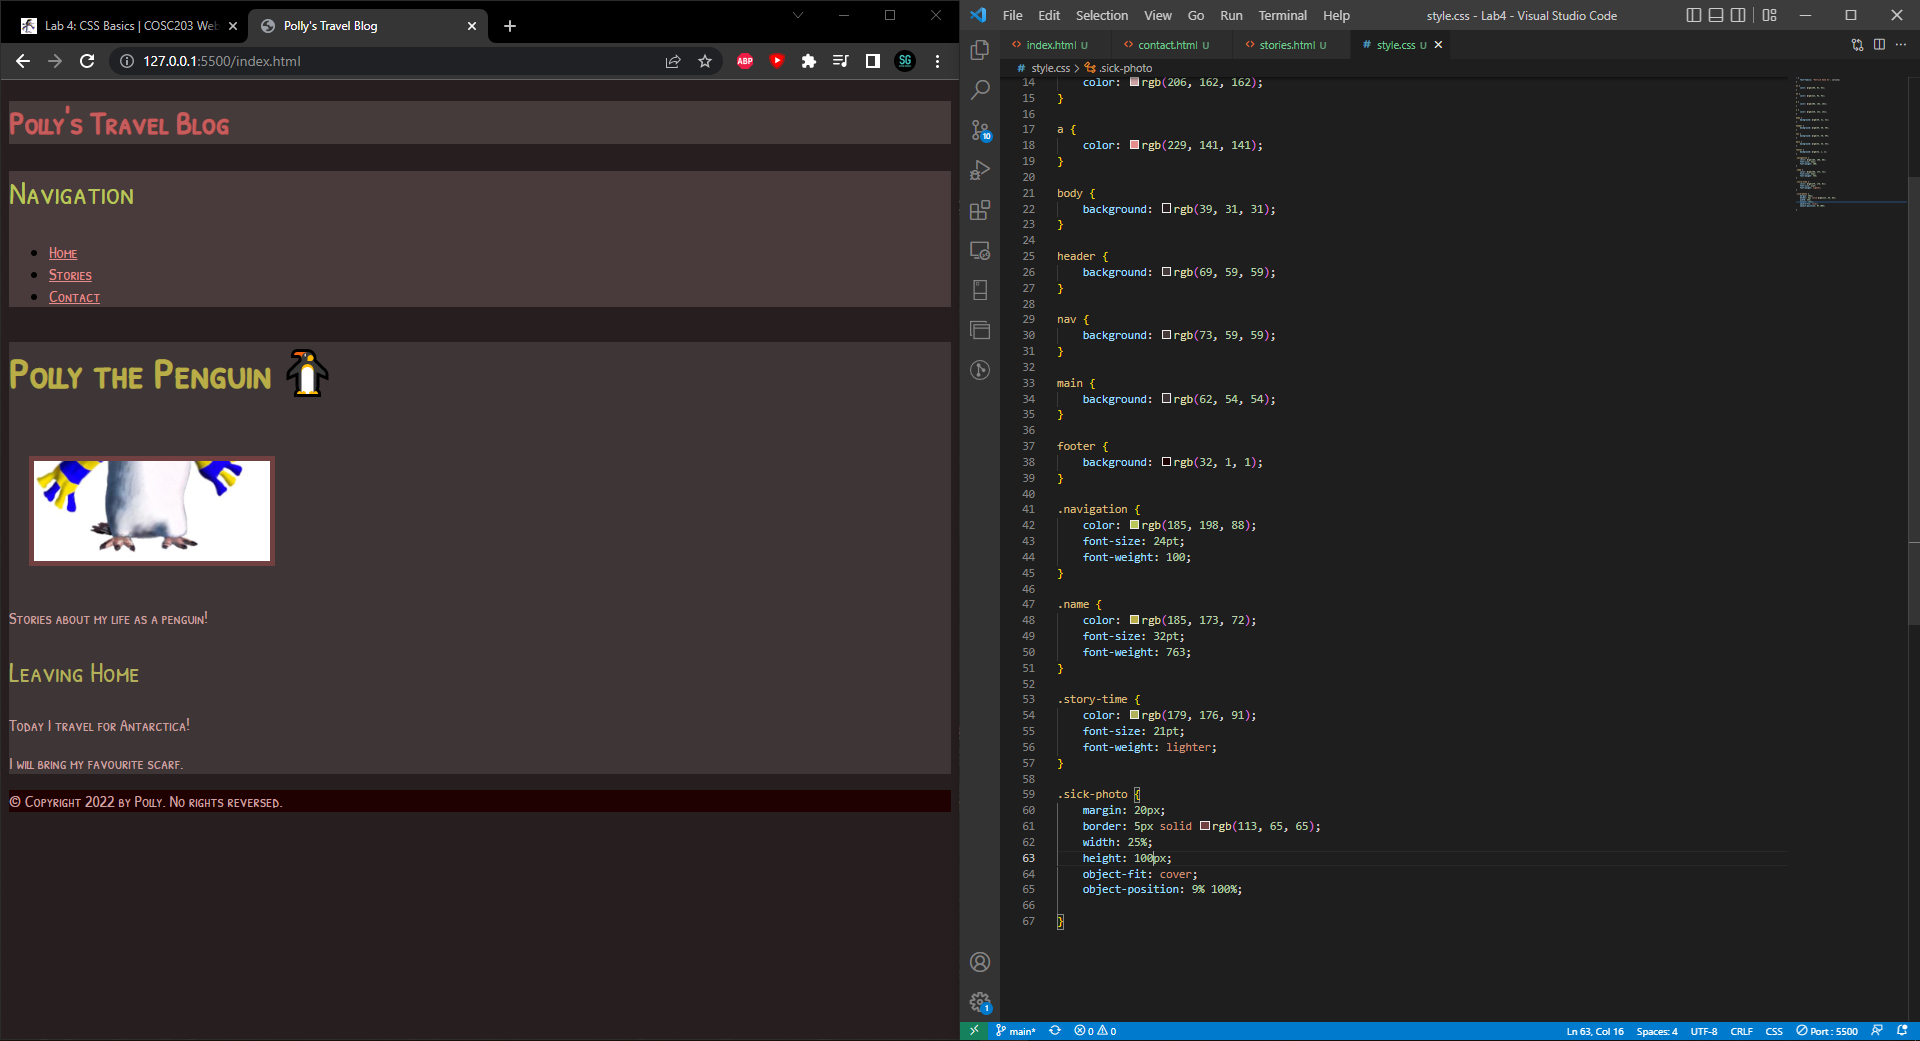 Lab 4: CSS Basics | COSC203 Web
Polly's Travel Blog
127.0.0.1:5500/index.html
ABP
SG
Polly's Travel Blog
Navigation
Home
Stories
Contact
Polly the Penguin
Stories about my life as a penguin!
Leaving Home
Today I travel for Antarctica!
I will bring my favourite scarf.
© Copyright 2022 by Polly. No rights reversed.
File Edit Selection View Go Run Terminal Help
style.css - Lab4 - Visual Studio Code
index.html U
contact.html U
stories.html U
# style.css U
# style.css > .sick-photo
10
14 color: rgb(206, 162, 162);
15 }
16
17 a {
18 color: rgb(229, 141, 141);
19 }
20
21 body {
22 background: rgb(39, 31, 31);
23 }
24
25 header {
26 background: rgb(69, 59, 59);
27 }
28
29 nav {
30 background: rgb(73, 59, 59);
31 }
32
33 main {
34 background: rgb(62, 54, 54);
35 }
36
37 footer {
38 background: rgb(32, 1, 1);
39 }
40
41 .navigation {
42 color: rgb(185, 198, 88);
43 font-size: 24pt;
44 font-weight: 100;
45 }
46
47 .name {
48 color: rgb(185, 173, 72);
49 font-size: 32pt;
50 font-weight: 763;
51 }
52
53 .story-time {
54 color: rgb(179, 176, 91);
55 font-size: 21pt;
56 font-weight: lighter;
57 }
58
59 .sick-photo {
60 margin: 20px;
61 border: 5px solid rgb(113, 65, 65);
62 width: 25%;
63 height: 100px;
64 object-fit: cover;
65 object-position: 9% 100%;
66
67 }
1
main*
0 0
Ln 63, Col 16
Spaces: 4
UTF-8
CRLF
CSS
Port : 5500